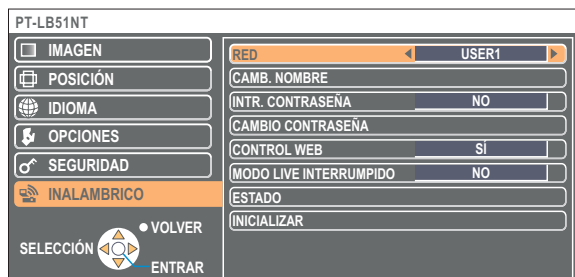 PT-LB51NT
IMAGEN
POSICIÓN
IDIOMA
OPCIONES
SEGURIDAD
INALAMBRICO
VOLVER
SELECCIÓN
ENTRAR
RED USER1
CAMB. NOMBRE
INTR. CONTRASEÑA NO
CAMBIO CONTRASEÑA
CONTROL WEB SÍ
MODO LIVE INTERRUMPIDO NO
ESTADO
INICIALIZAR